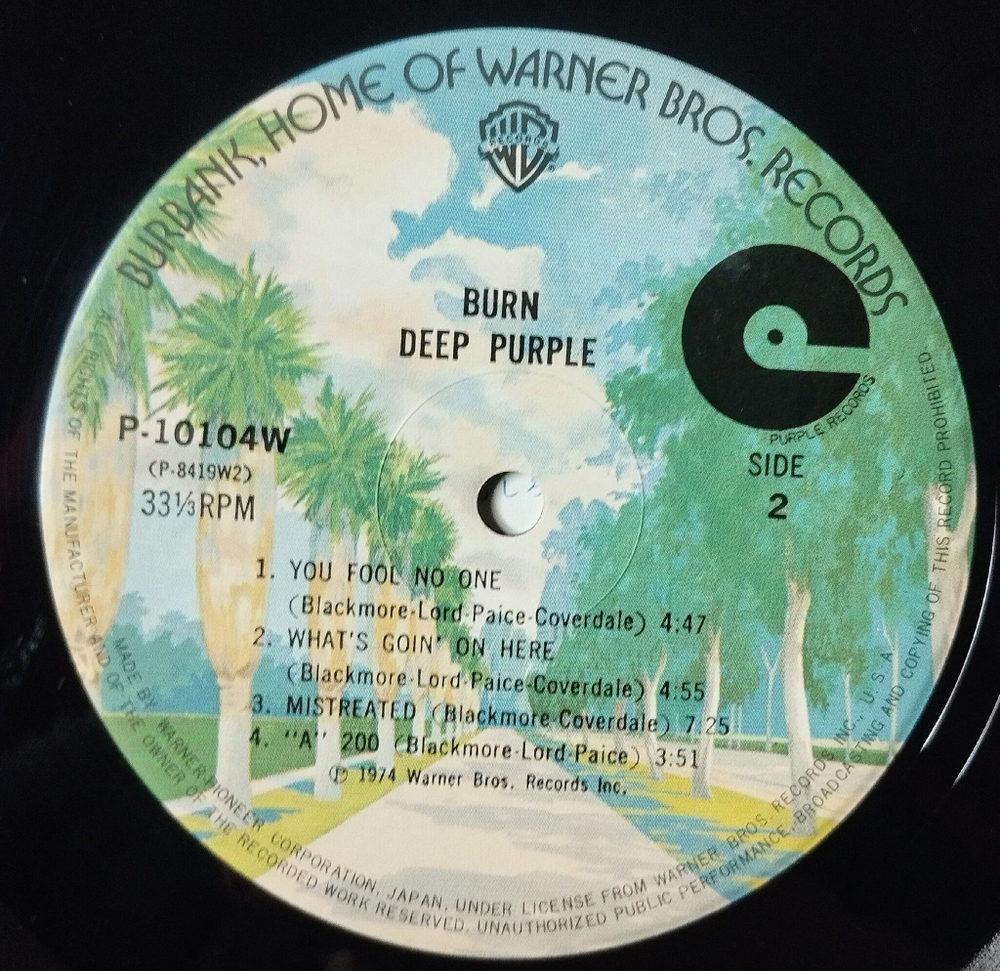 BURBANK, HOME OF WARNER BROS. RECORDS
W
RECORDS
BURN
DEEP PURPLE
PURPLE RECORDS
P-10104W
(P-8419W2)
33⅓RPM
SIDE
2
1. YOU FOOL NO ONE
(Blackmore-Lord-Paice-Coverdale) 4:47
2. WHAT'S GOIN' ON HERE
(Blackmore-Lord-Paice-Coverdale) 4:55
3. MISTREATED (Blackmore-Coverdale) 7.25
4. "A" 200 (Blackmore-Lord-Paice) 3:51
Ⓟ 1974 Warner Bros. Records Inc.
MADE BY WARNER-PIONEER CORPORATION, JAPAN, UNDER LICENSE FROM WARNER BROS. RECORDS INC., U.S.A.
ALL RIGHTS OF THE MANUFACTURER AND OF THE OWNER OF THE RECORDED WORK RESERVED. UNAUTHORIZED PUBLIC PERFORMANCE, BROADCASTING AND COPYING OF THIS RECORD PROHIBITED